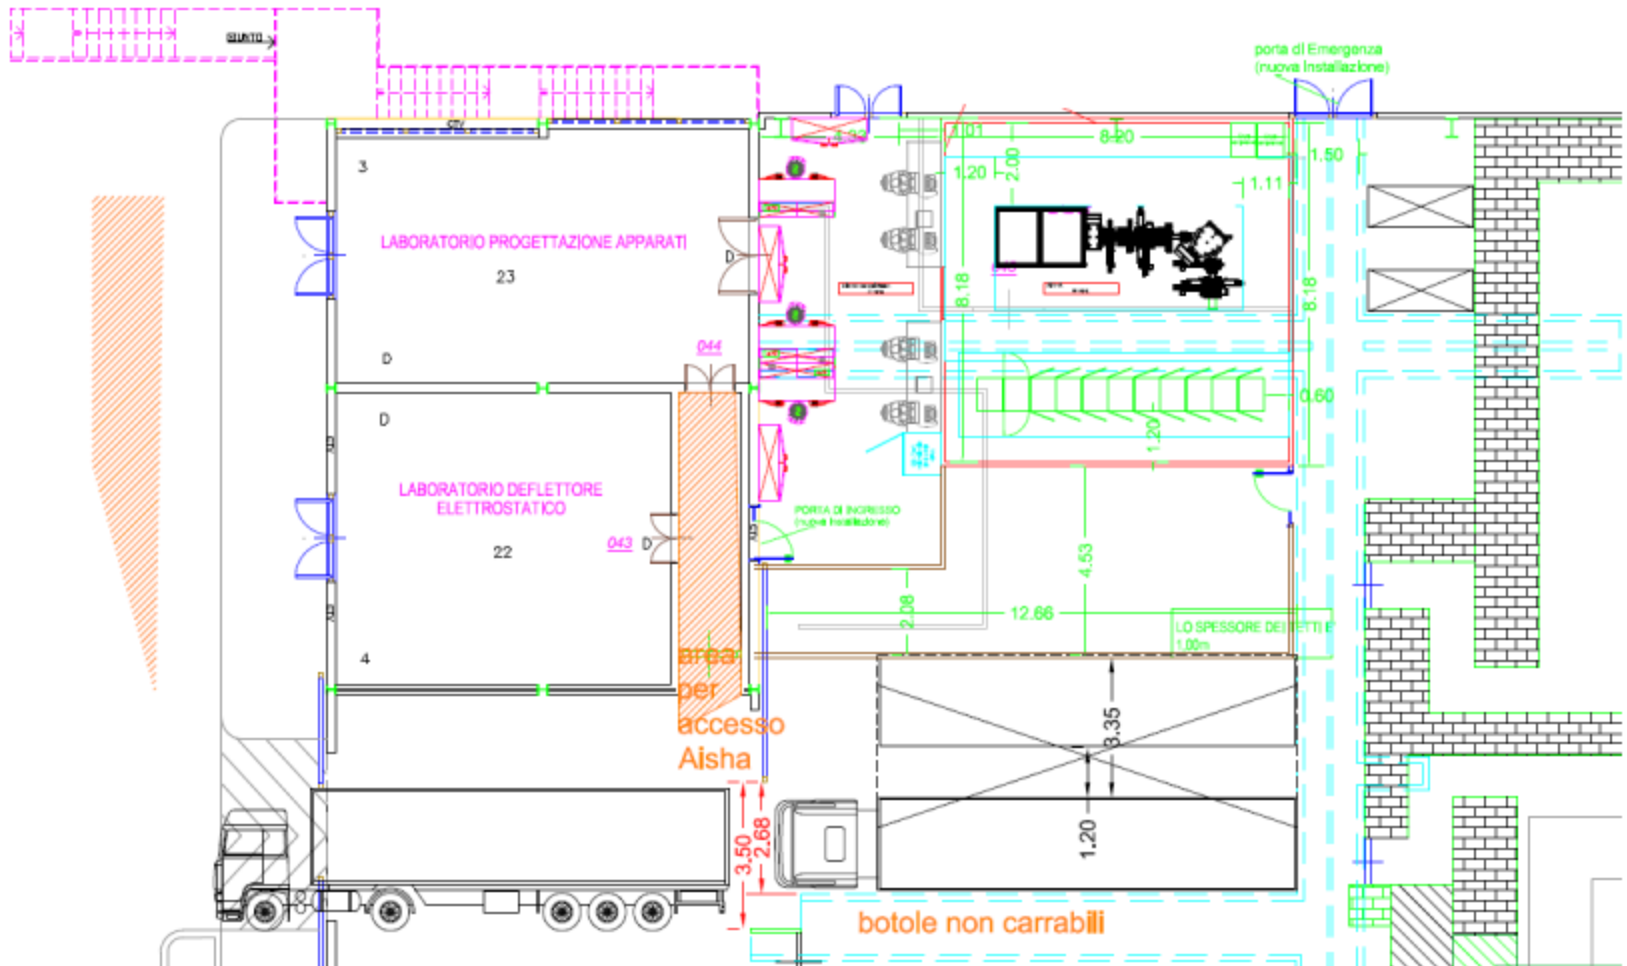 GIUNTO
porta di Emergenza
(nuova Installazione)
1.01
8.20
1.50
3
2.00
1.20
1.11
LABORATORIO PROGETTAZIONE APPARATI
D
23
8.18
8.18
044
D
0.60
D
1.20
LABORATORIO DEFLETTORE
ELETTROSTATICO
PORTA DI INGRESSO
(nuova Installazione)
043
D
22
4.53
2.08
12.66
LO SPESSORE DEI TETTI E'
1.00m
4
area
per
accesso
Aisha
3.35
3.50
2.68
1.20
botole non carrabili